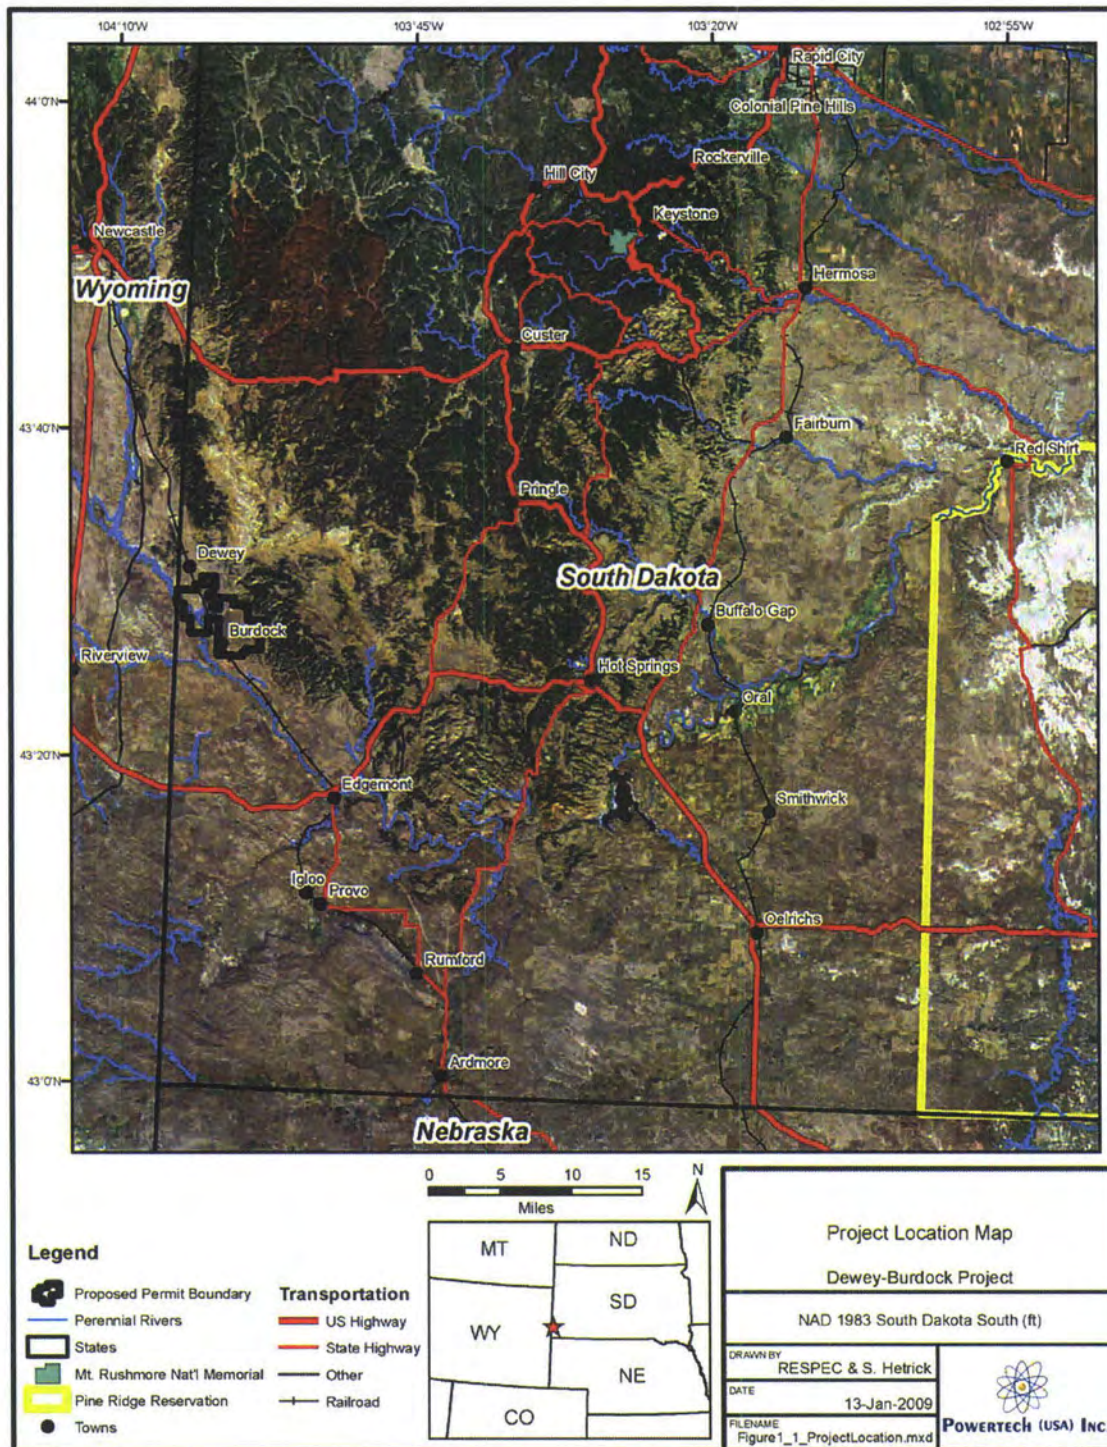 104°10'W 103°45'W 103°20'W 102°55'W
Rapid City
44°0'N
Colonial Pine Hills
Rockerville
Hill City
Keystone
Newcastle
Hermosa
Wyoming
Custer
43°40'N
Fairburn
Red Shirt
Pringle
Dewey
South Dakota
Buffalo Gap
Burdock
Riverview
Hot Springs
Oral
43°20'N
Edgemont
Smithwick
Igloo
Provo
Oelrichs
Rumford
Ardmore
43°0'N
Nebraska
0 5 10 15
Miles
N
Legend
Proposed Permit Boundary
Perennial Rivers
States
Mt. Rushmore Nat'l Memorial
Pine Ridge Reservation
Towns
Transportation
US Highway
State Highway
Other
Railroad
MT
ND
SD
WY
NE
CO
Project Location Map
Dewey-Burdock Project
NAD 1983 South Dakota South (ft)
DRAWN BY
RESPEC & S. Hetrick
DATE
13-Jan-2009
FILENAME
Figure1_1_ProjectLocation.mxd
POWERTECH (USA) INC